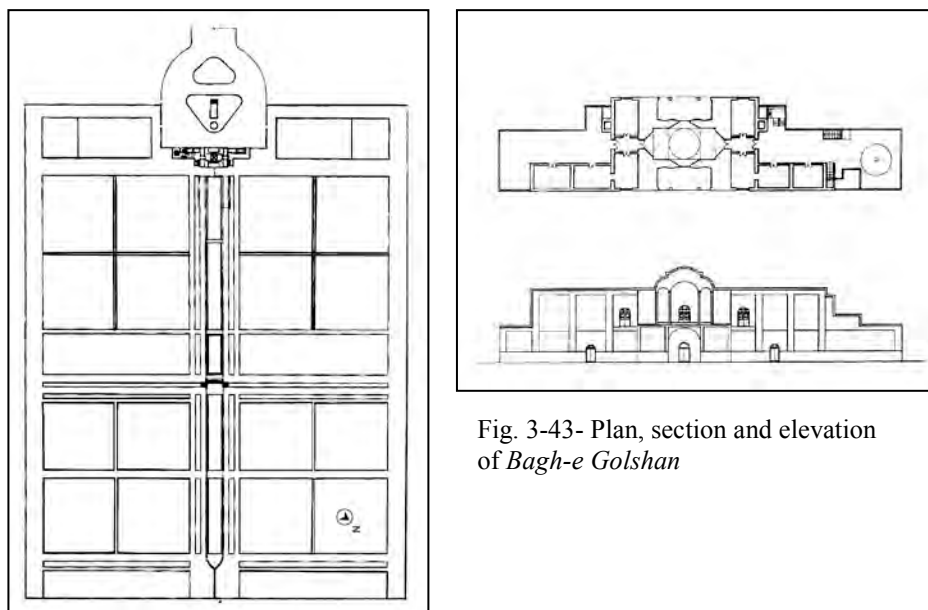 N
Fig. 3-43- Plan, section and elevation
of Bagh-e Golshan